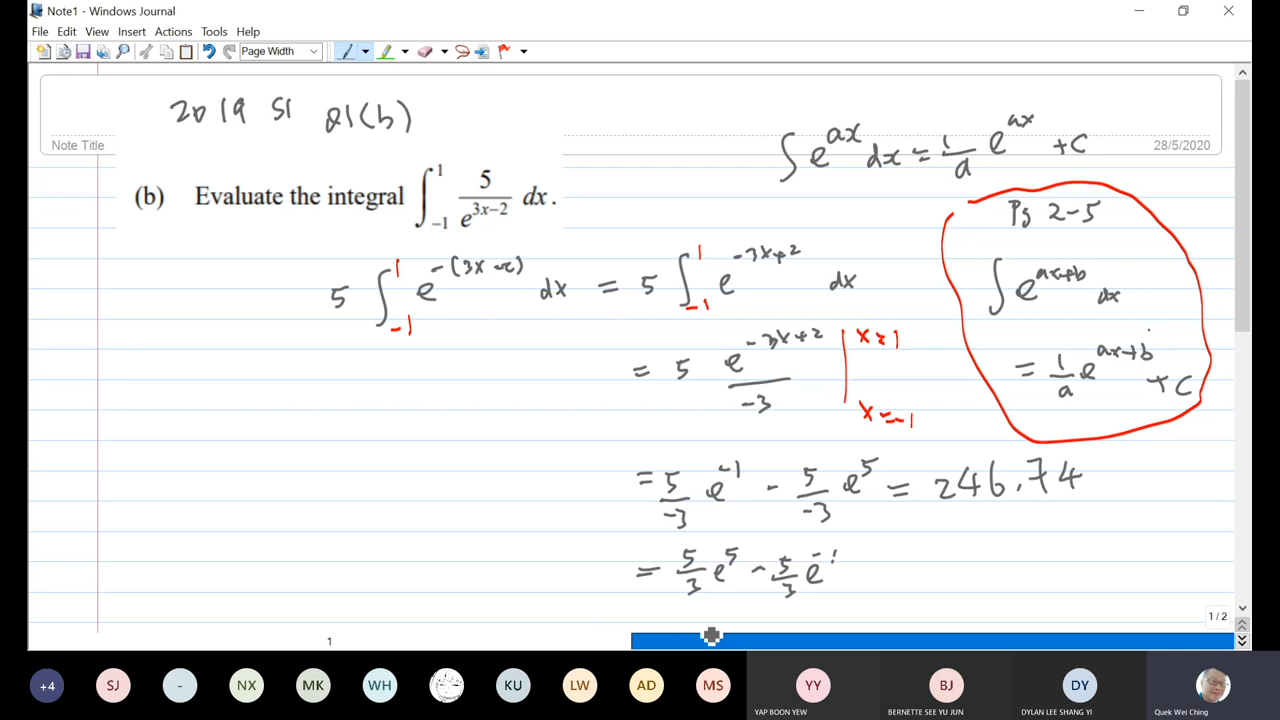 Note1 - Windows Journal
File Edit View Insert Actions Tools Help
Page Width
2019 S1 Q1(b)
Note Title
28/5/2020
∫ e^{ax} dx = 1/a e^{ax} + C
(b) Evaluate the integral ∫_{-1}^{1} 5/e^{3x-2} dx.
Pg 2-5
∫ e^{ax+b} dx
= 1/a e^{ax+b} + C
5 ∫_{-1}^{1} e^{-(3x-2)} dx = 5 ∫_{-1}^{1} e^{-3x+2} dx
= 5 e^{-3x+2}/-3 | x=1 x=-1
= 5/-3 e^{-1} - 5/-3 e^{5} = 246.74
= 5/3 e^{5} - 5/3 e^{-1}
1/2
1
+4 SJ - NX MK WH KU LW AD MS YY BJ DY
YAP BOON YEW BERNETTE SEE YU JUN DYLAN LEE SHANG YI Quek Wei Ching